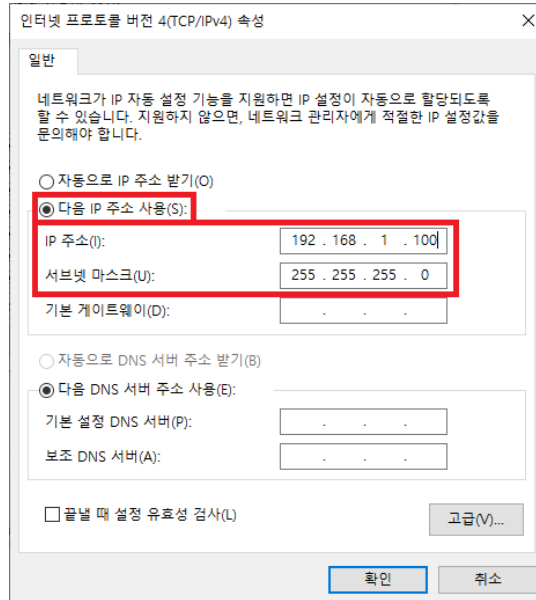 인터넷 프로토콜 버전 4(TCP/IPv4) 속성
일반
네트워크가 IP 자동 설정 기능을 지원하면 IP 설정이 자동으로 할당되도록
할 수 있습니다. 지원하지 않으면, 네트워크 관리자에게 적절한 IP 설정값을
문의해야 합니다.
자동으로 IP 주소 받기(O)
다음 IP 주소 사용(S):
IP 주소(I): 192 . 168 . 1 . 100
서브넷 마스크(U): 255 . 255 . 255 . 0
기본 게이트웨이(D): . . .
자동으로 DNS 서버 주소 받기(B)
다음 DNS 서버 주소 사용(E):
기본 설정 DNS 서버(P): . . .
보조 DNS 서버(A): . . .
끝낼 때 설정 유효성 검사(L)
고급(V)...
확인 취소